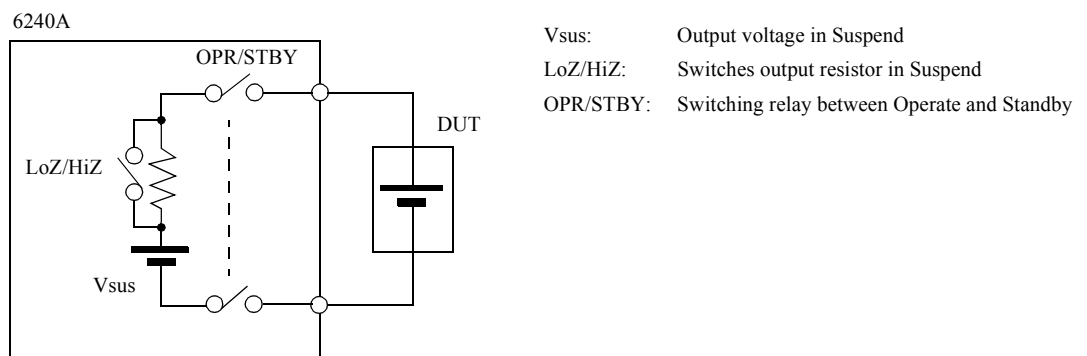 6240A
OPR/STBY
DUT
LoZ/HiZ
Vsus
Vsus: Output voltage in Suspend
LoZ/HiZ: Switches output resistor in Suspend
OPR/STBY: Switching relay between Operate and Standby